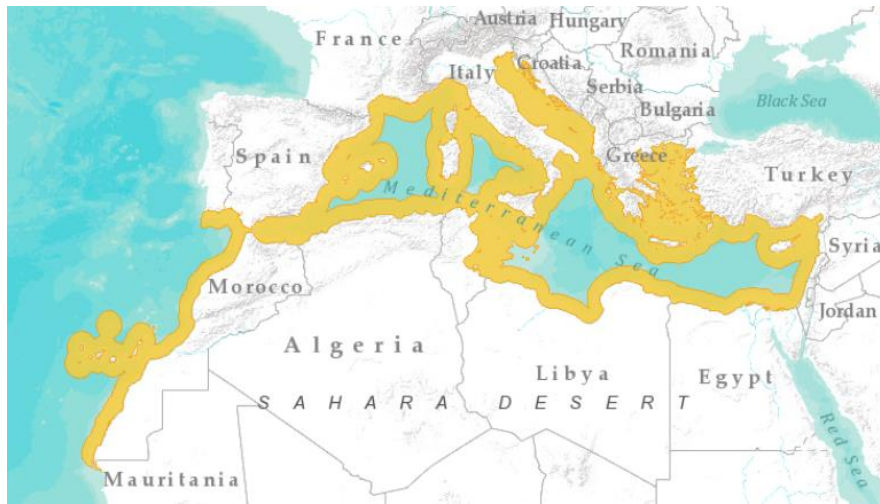 Austria
Hungary
France
Romania
Croatia
Italy
Serbia
Black Sea
Bulgaria
Spain
Greece
Turkey
Mediterranean Sea
Syria
Morocco
Jordan
Algeria
Libya
Egypt
SAHARA DESERT
Red Sea
Mauritania